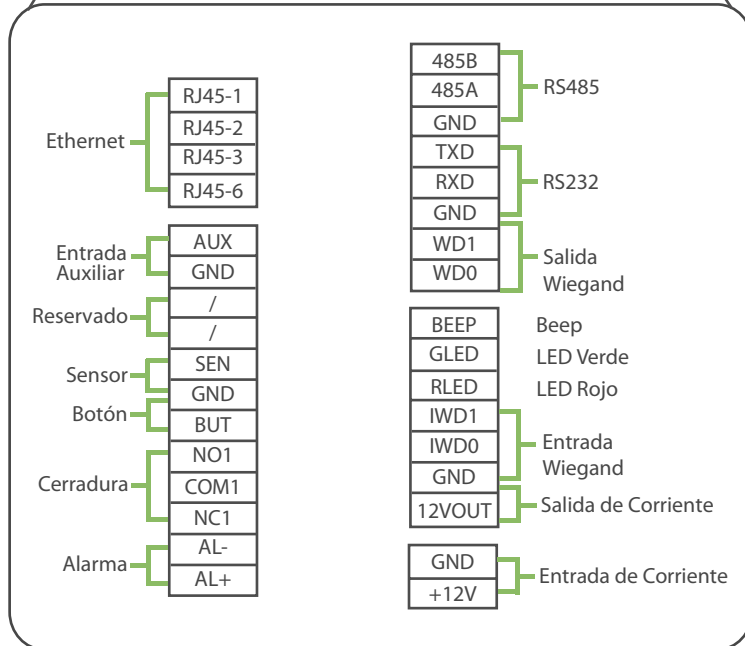 Ethernet
RJ45-1
RJ45-2
RJ45-3
RJ45-6
Entrada
Auxiliar
AUX
GND
Reservado
/
/
Sensor
SEN
GND
Botón
BUT
Cerradura
NO1
COM1
NC1
Alarma
AL-
AL+
485B
485A
GND
RS485
TXD
RXD
GND
RS232
WD1
WD0
Salida
Wiegand
BEEP Beep
GLED LED Verde
RLED LED Rojo
IWD1
IWD0
GND
Entrada
Wiegand
12VOUT Salida de Corriente
GND
+12V
Entrada de Corriente